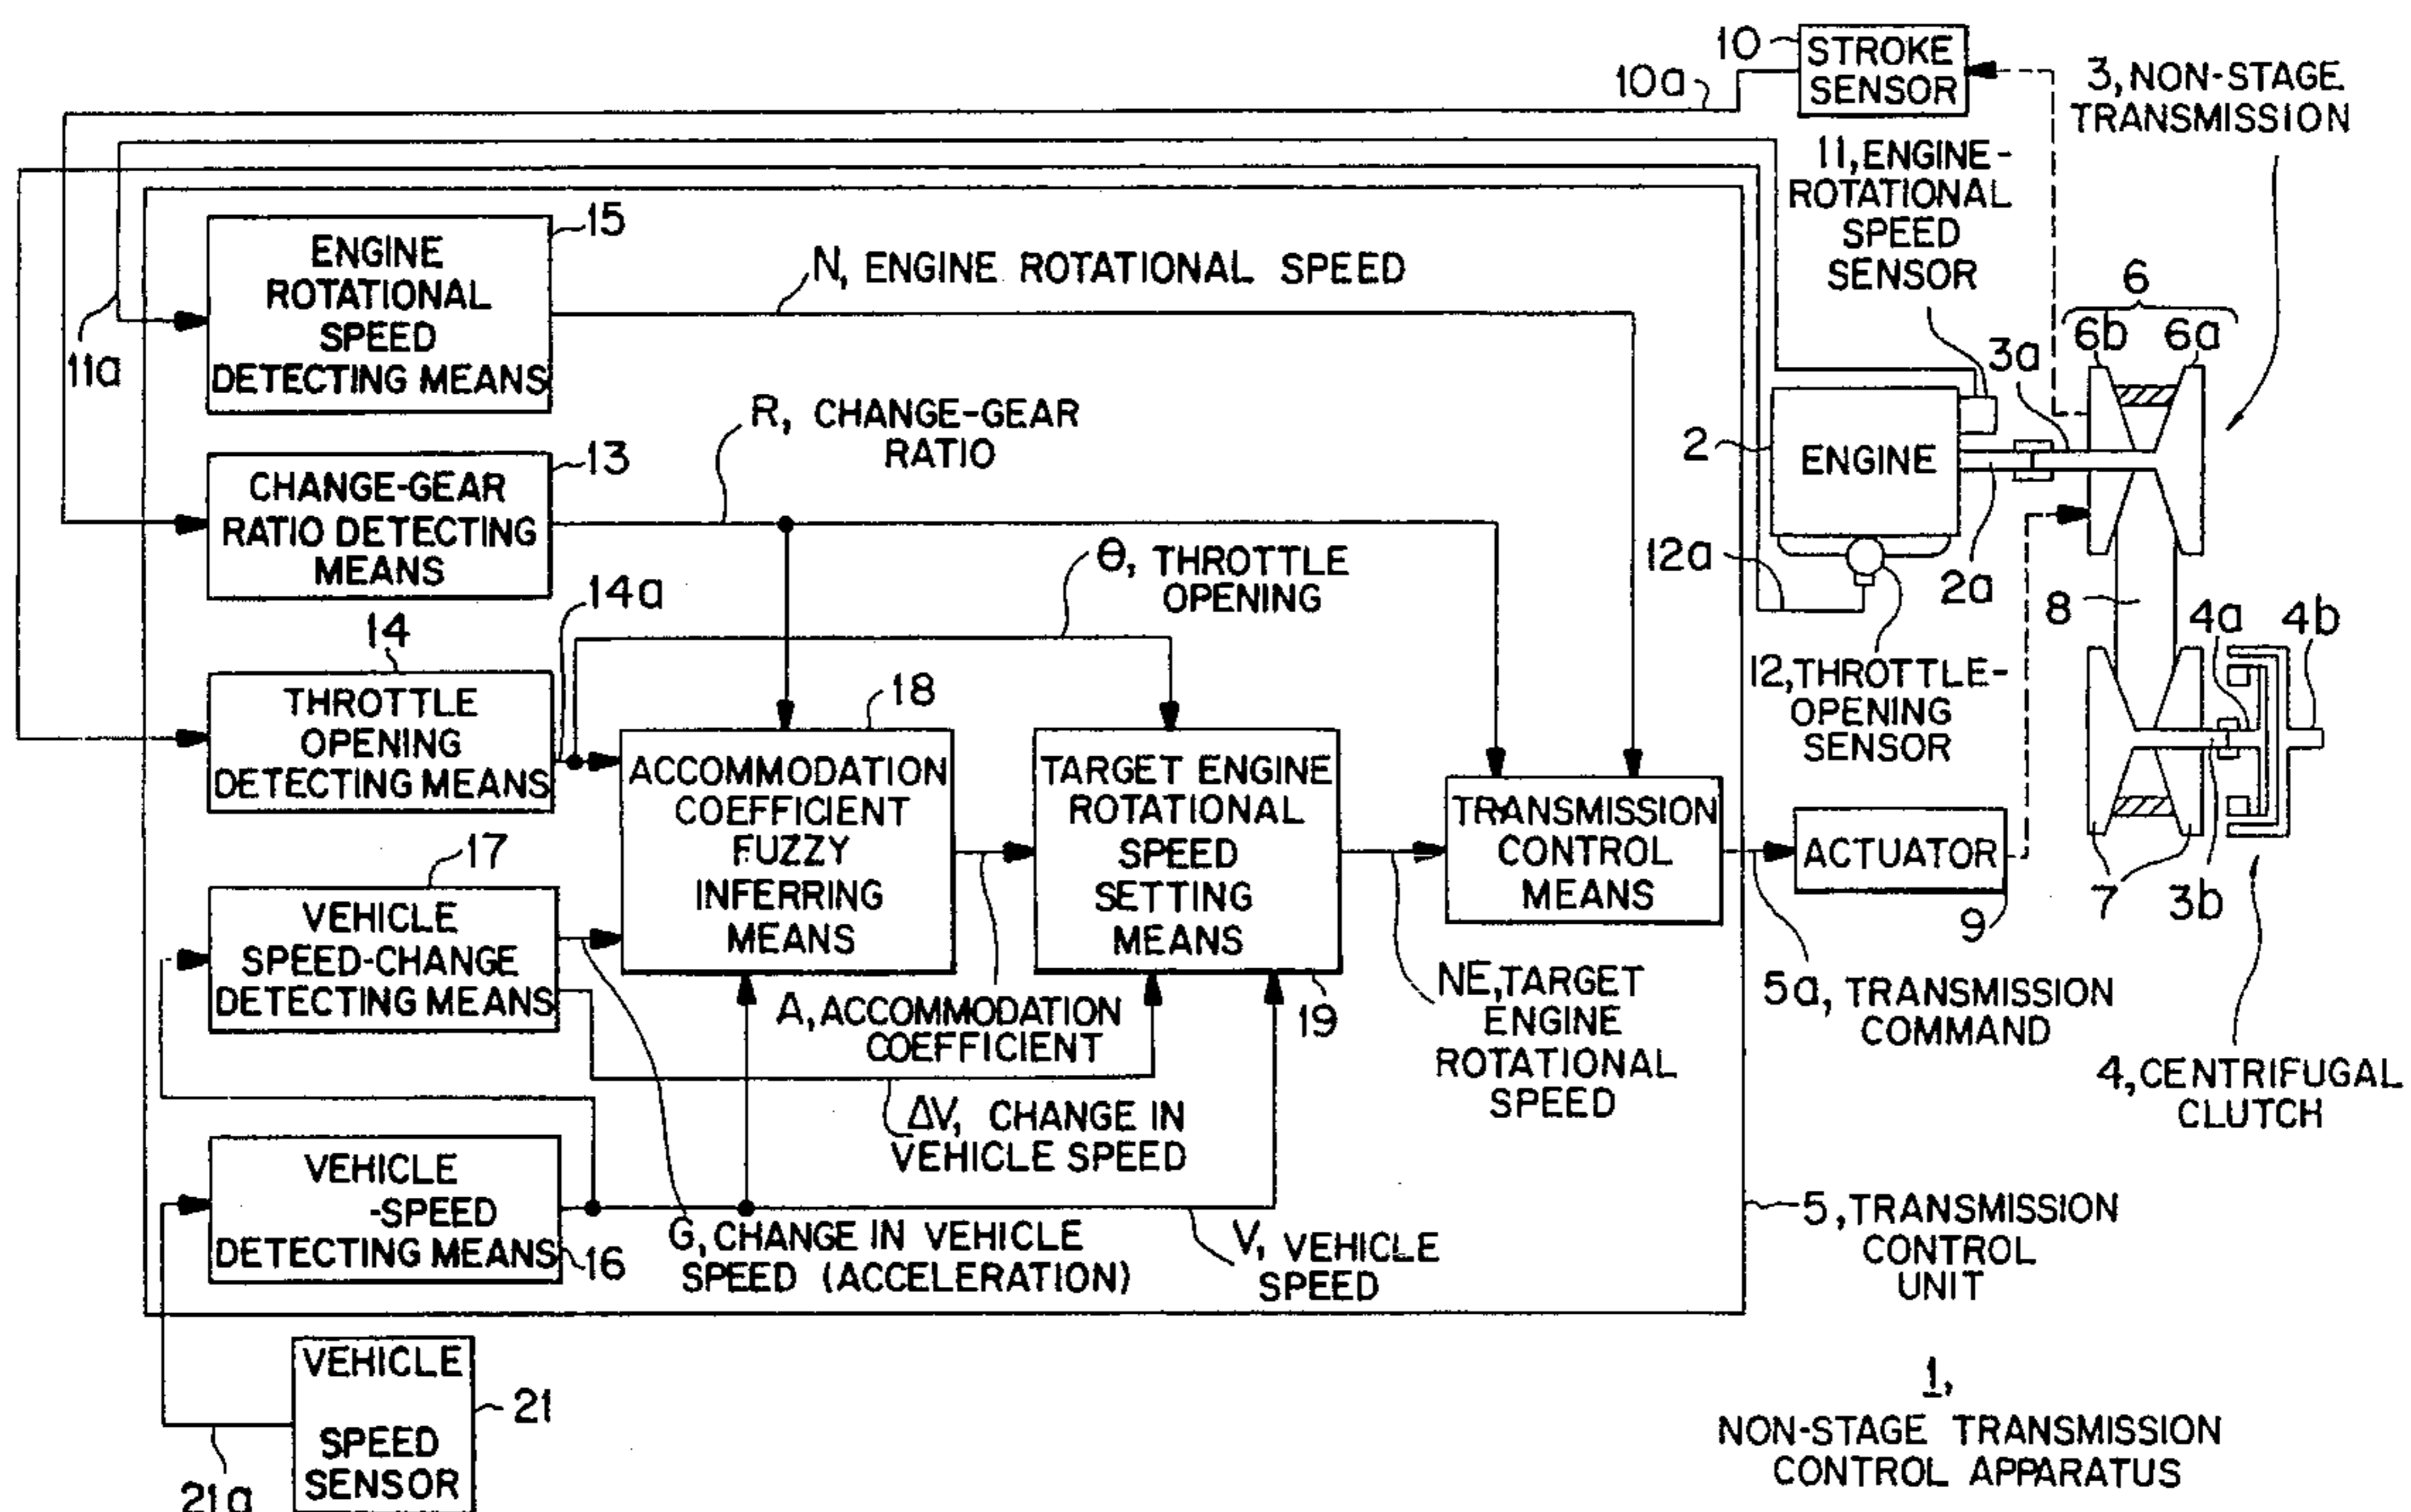 10
STROKE
SENSOR
10a
3, NON-STAGE
TRANSMISSION
11, ENGINE-
ROTATIONAL
SPEED
SENSOR
15
ENGINE
ROTATIONAL
SPEED
DETECTING MEANS
N, ENGINE ROTATIONAL SPEED
11a
6
6b
6a
3a
R, CHANGE-GEAR
RATIO
2
ENGINE
13
CHANGE-GEAR
RATIO DETECTING
MEANS
θ, THROTTLE
OPENING
12a
2a
14a
8
4a
4b
14
THROTTLE
OPENING
DETECTING MEANS
12, THROTTLE-
OPENING
SENSOR
18
ACCOMMODATION
COEFFICIENT
FUZZY
INFERRING
MEANS
TARGET ENGINE
ROTATIONAL
SPEED
SETTING
MEANS
TRANSMISSION
CONTROL
MEANS
ACTUATOR
9
7
3b
17
VEHICLE
SPEED-CHANGE
DETECTING MEANS
A, ACCOMMODATION
COEFFICIENT
19
NE, TARGET
ENGINE
ROTATIONAL
SPEED
5a, TRANSMISSION
COMMAND
4, CENTRIFUGAL
CLUTCH
ΔV, CHANGE IN
VEHICLE SPEED
VEHICLE
-SPEED
DETECTING MEANS
16
G, CHANGE IN VEHICLE
SPEED (ACCELERATION)
V, VEHICLE
SPEED
5, TRANSMISSION
CONTROL
UNIT
VEHICLE
SPEED
SENSOR
21
21a
1,
NON-STAGE TRANSMISSION
CONTROL APPARATUS